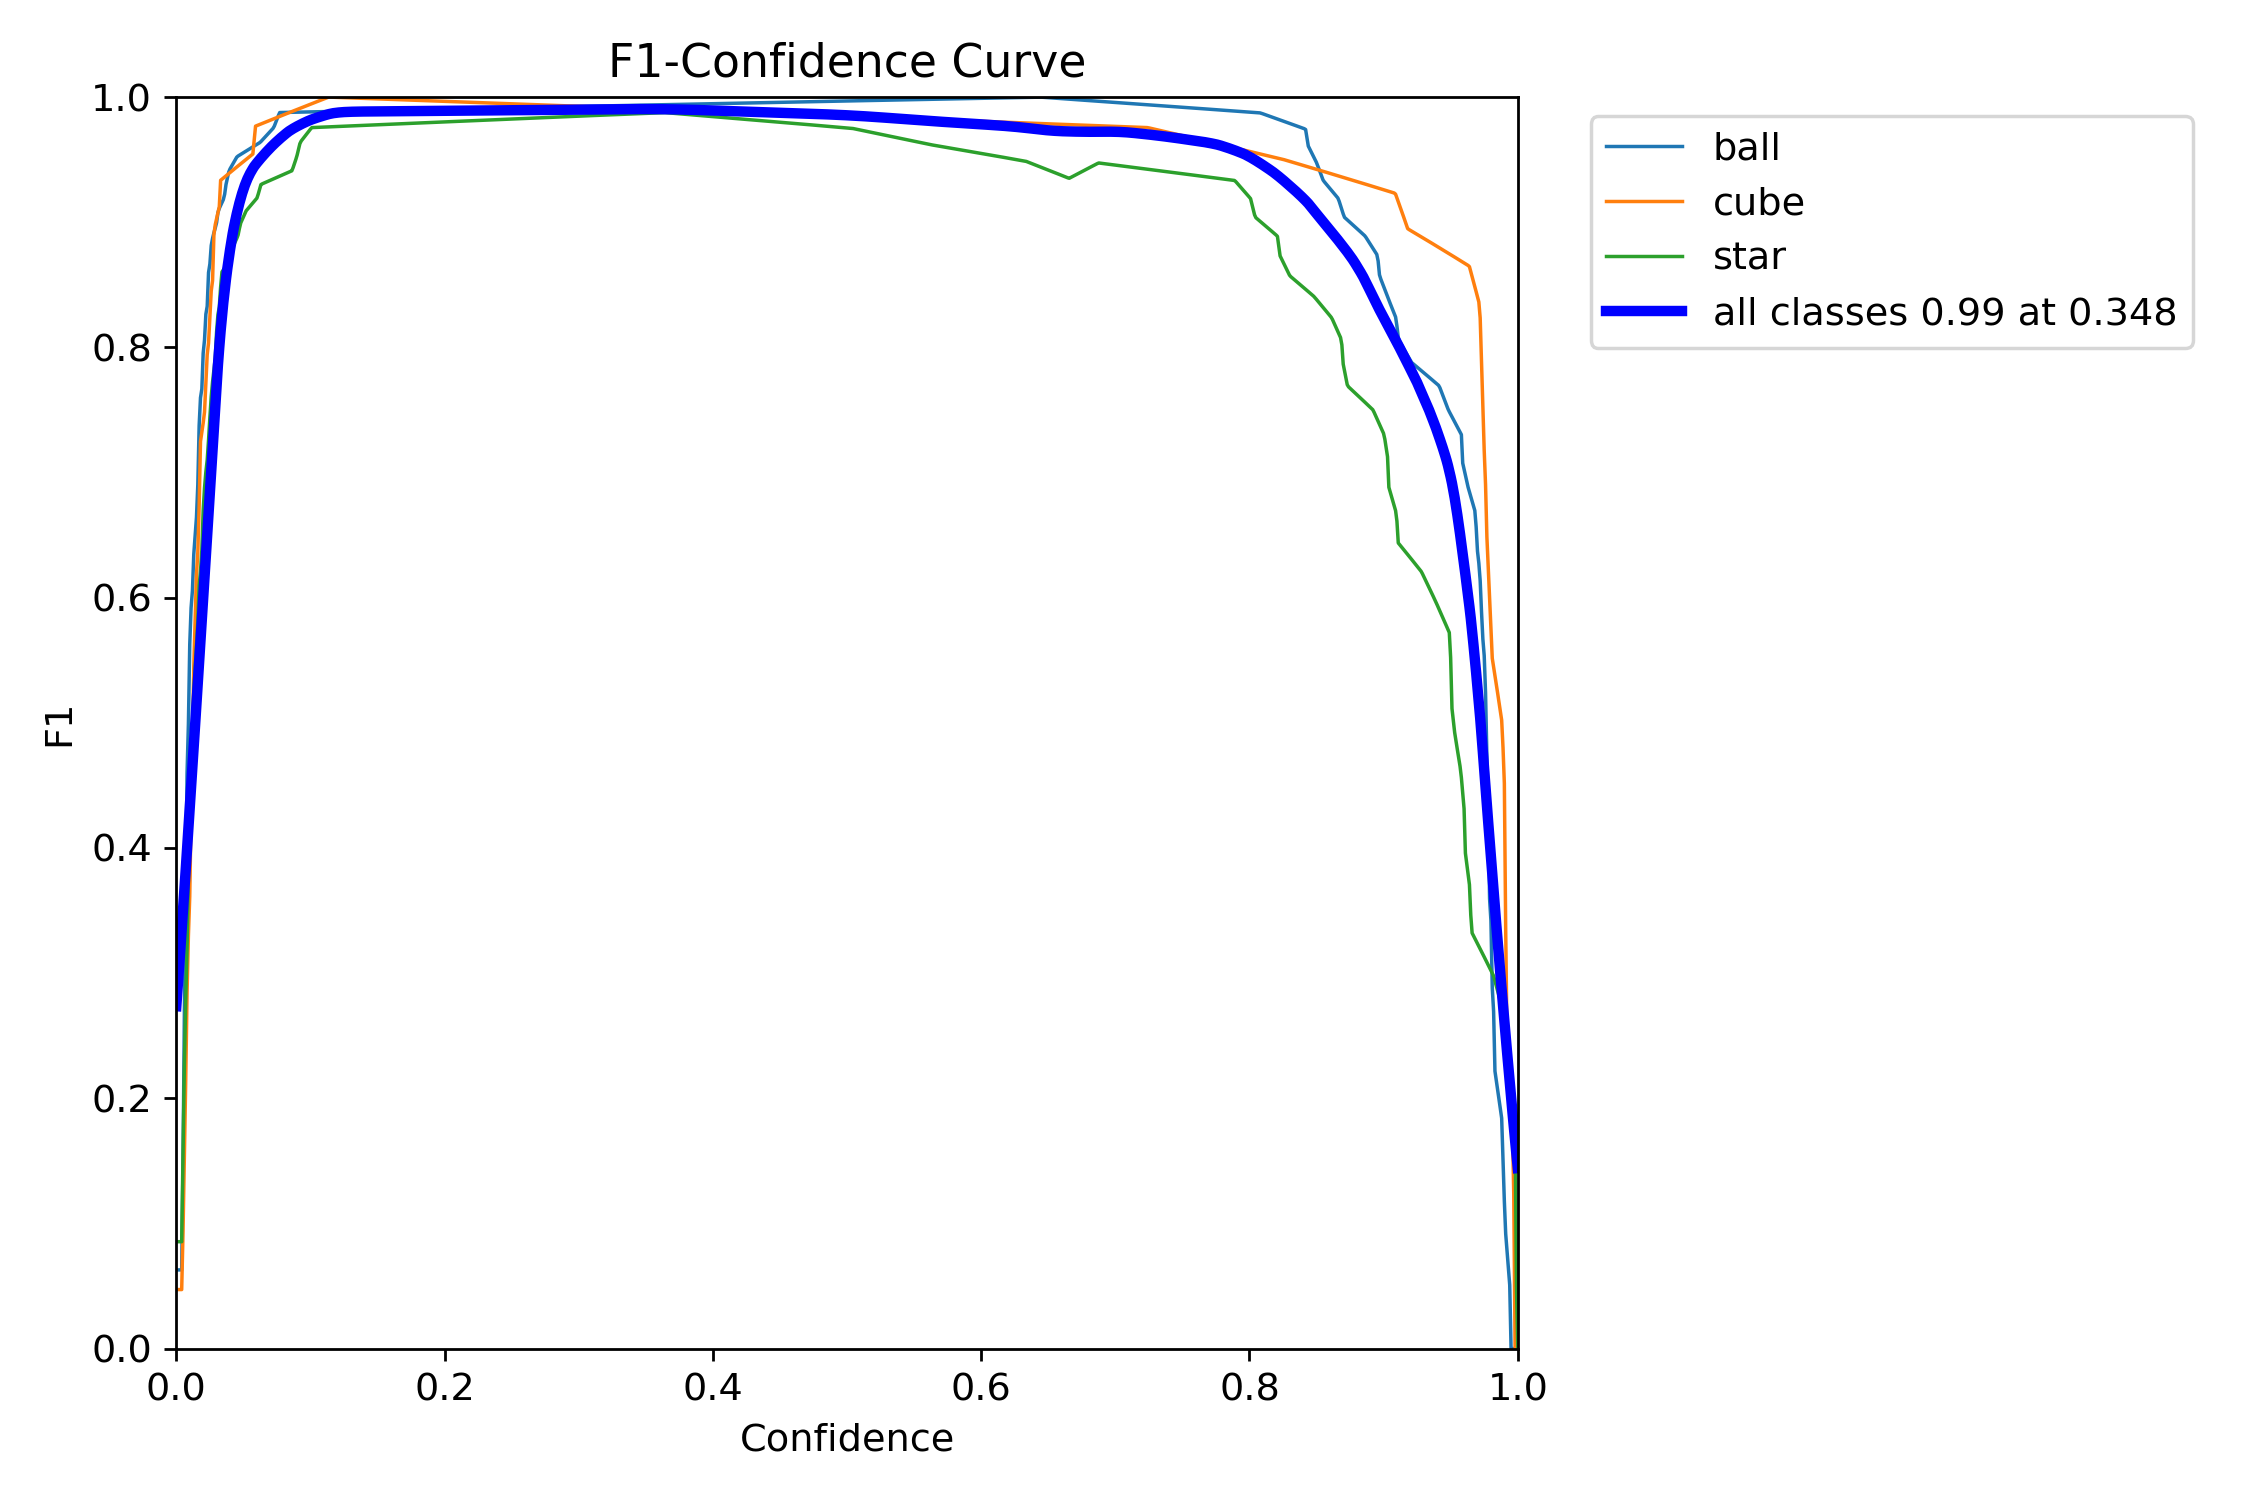 F1-Confidence Curve
1.0
0.8
0.6
0.4
0.2
0.0
F1
0.0 0.2 0.4 0.6 0.8 1.0
Confidence
ball
cube
star
all classes 0.99 at 0.348